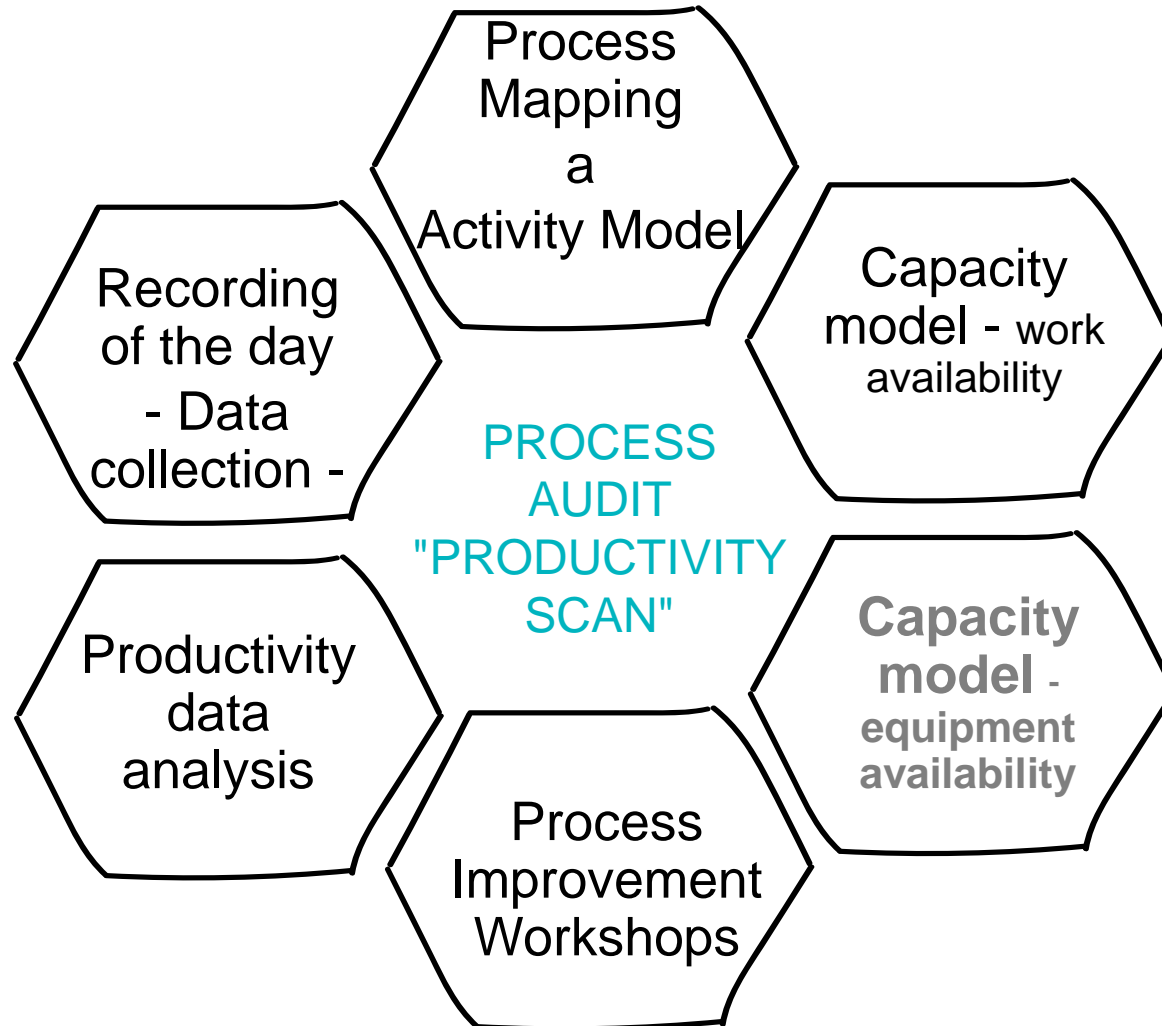 Process
Mapping
a
Activity Model
Capacity
model - work
availability
Recording
of the day
- Data
collection -
PROCESS
AUDIT
"PRODUCTIVITY
SCAN"
Capacity
model -
equipment
availability
Productivity
data
analysis
Process
Improvement
Workshops